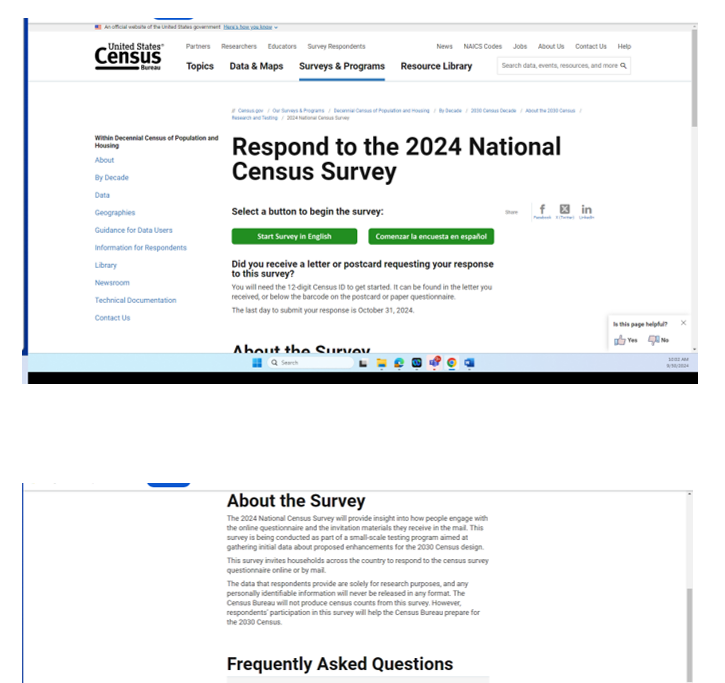 An official website of the United States government Here's how you know
United States®
Census
Bureau
Partners Researchers Educators Survey Respondents
News NAICS Codes Jobs About Us Contact Us Help
Topics Data & Maps Surveys & Programs Resource Library
Search data, events, resources, and more
// Census.gov / Our Surveys & Programs / Decennial Census of Population and Housing / By Decade / 2030 Census Decade / About the 2030 Census /
Research and Testing / 2024 National Census Survey
Within Decennial Census of Population and
Housing
About
By Decade
Data
Geographies
Guidance for Data Users
Information for Respondents
Library
Newsroom
Technical Documentation
Contact Us
Respond to the 2024 National
Census Survey
Select a button to begin the survey:
Share
Facebook X (Twitter) LinkedIn
Start Survey in English
Comenzar la encuesta en español
Did you receive a letter or postcard requesting your response
to this survey?
You will need the 12-digit Census ID to get started. It can be found in the letter you
received, or below the barcode on the postcard or paper questionnaire.
The last day to submit your response is October 31, 2024.
Is this page helpful?
Yes No
About the Survey
Search
10:02 AM
9/30/2024
About the Survey
The 2024 National Census Survey will provide insight into how people engage with
the online questionnaire and the invitation materials they receive in the mail. This
survey is being conducted as part of a small-scale testing program aimed at
gathering initial data about proposed enhancements for the 2030 Census design.
This survey invites households across the country to respond to the census survey
questionnaire online or by mail.
The data that respondents provide are solely for research purposes, and any
personally identifiable information will never be released in any format. The
Census Bureau will not produce census counts from this survey. However,
respondents' participation in this survey will help the Census Bureau prepare for
the 2030 Census.
Frequently Asked Questions